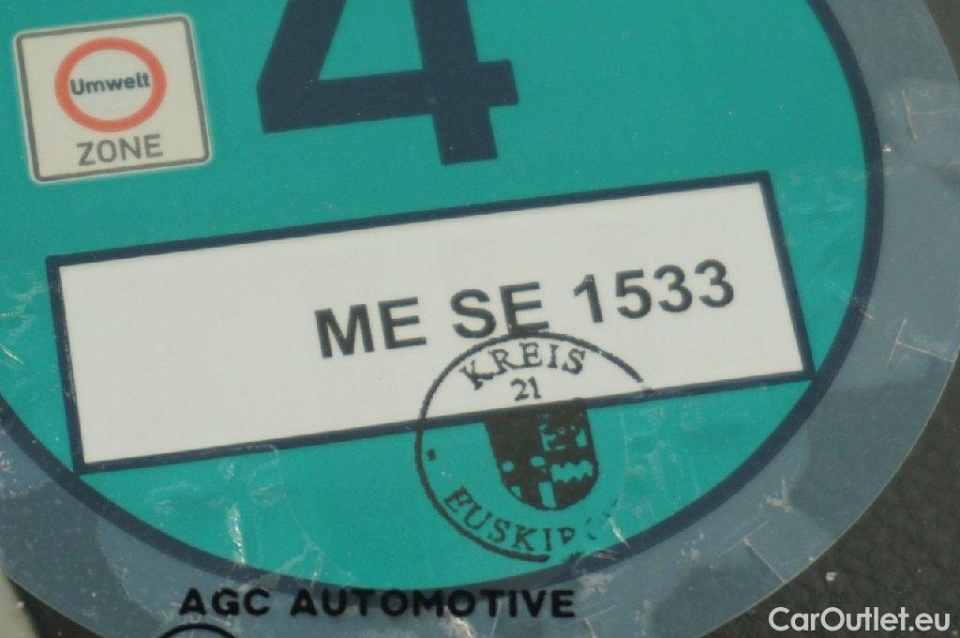 4
Umwelt
ZONE
ME SE 1533
KREIS
21
AGC AUTOMOTIVE
CarOutlet.eu